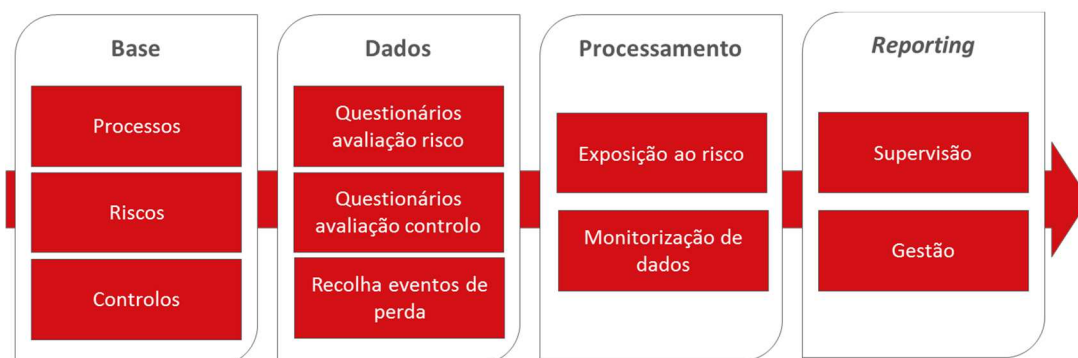 Base
Processos
Riscos
Controlos
Dados
Questionários
avaliação risco
Questionários
avaliação controlo
Recolha eventos de
perda
Processamento
Exposição ao risco
Monitorização de
dados
Reporting
Supervisão
Gestão